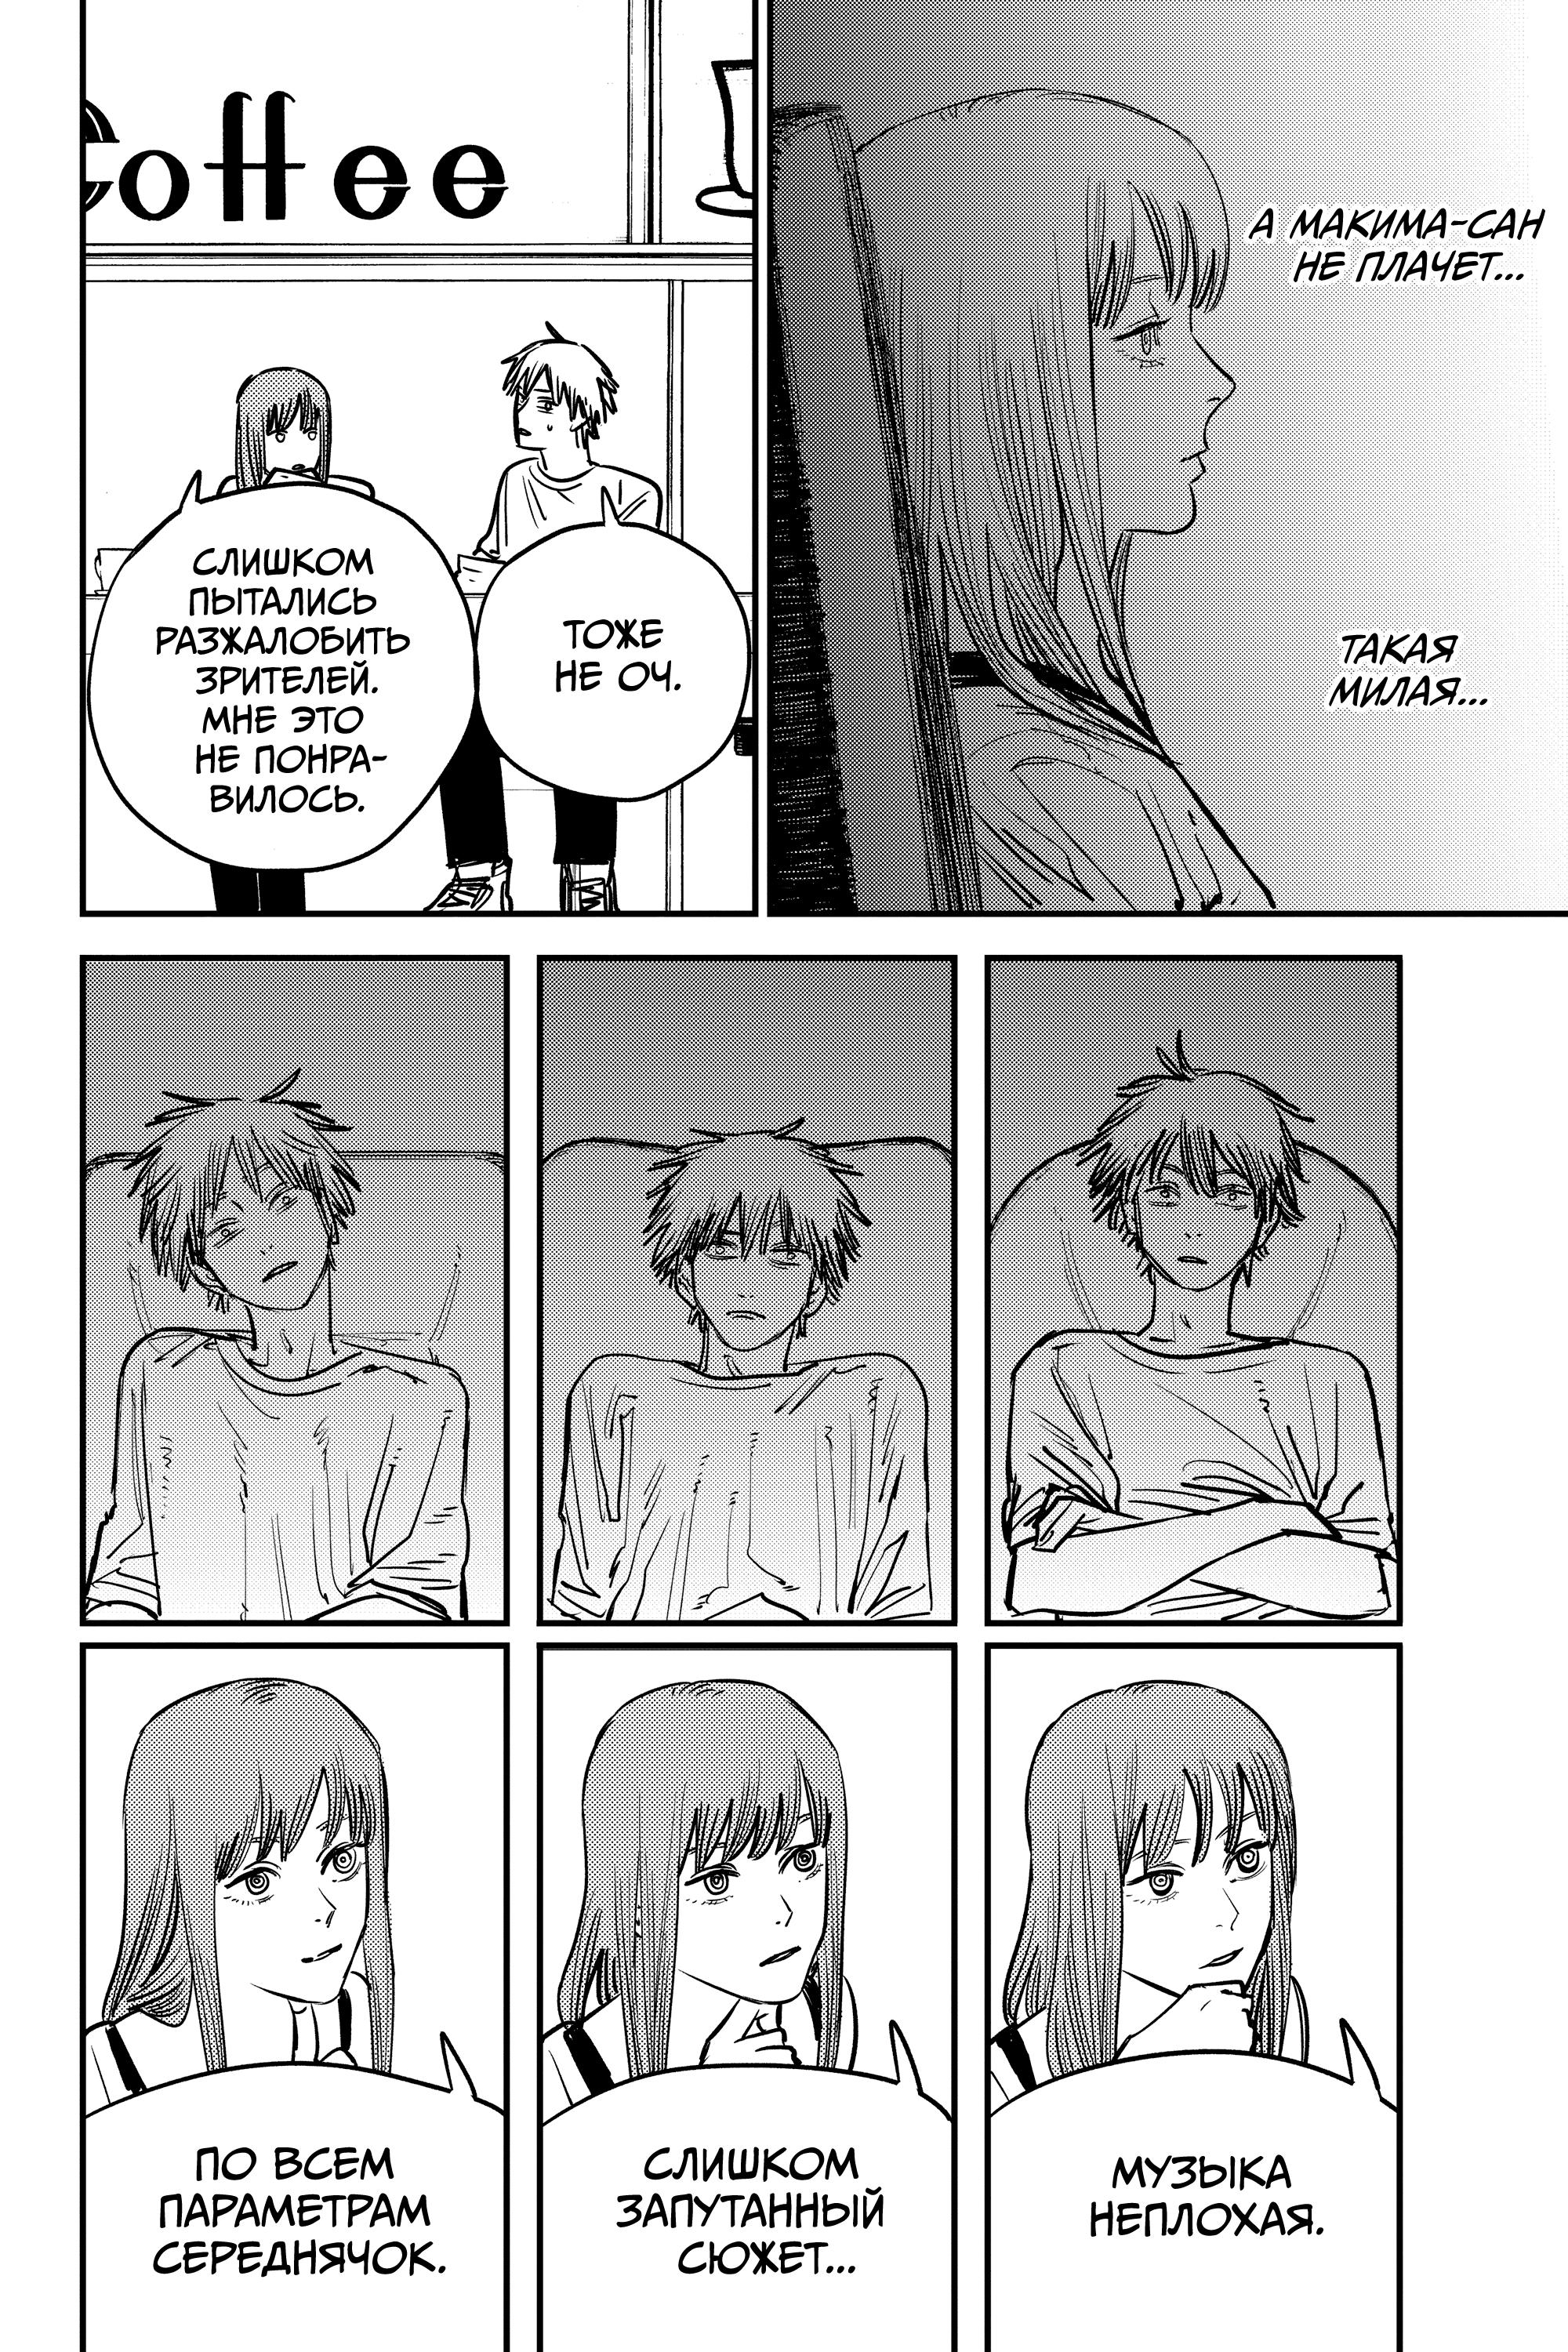 А МАКИМА-САН
НЕ ПЛАЧЕТ...
ТАКАЯ
МИЛАЯ...
Coffee
ТОЖЕ
НЕ ОЧ.
СЛИШКОМ
ПЫТАЛИСЬ
РАЗЖАЛОБИТЬ
ЗРИТЕЛЕЙ.
МНЕ ЭТО
НЕ ПОНРА-
ВИЛОСЬ.
МУЗЫКА
НЕПЛОХАЯ.
СЛИШКОМ
ЗАПУТАННЫЙ
СЮЖЕТ...
ПО ВСЕМ
ПАРАМЕТРАМ
СЕРЕДНЯЧОК.